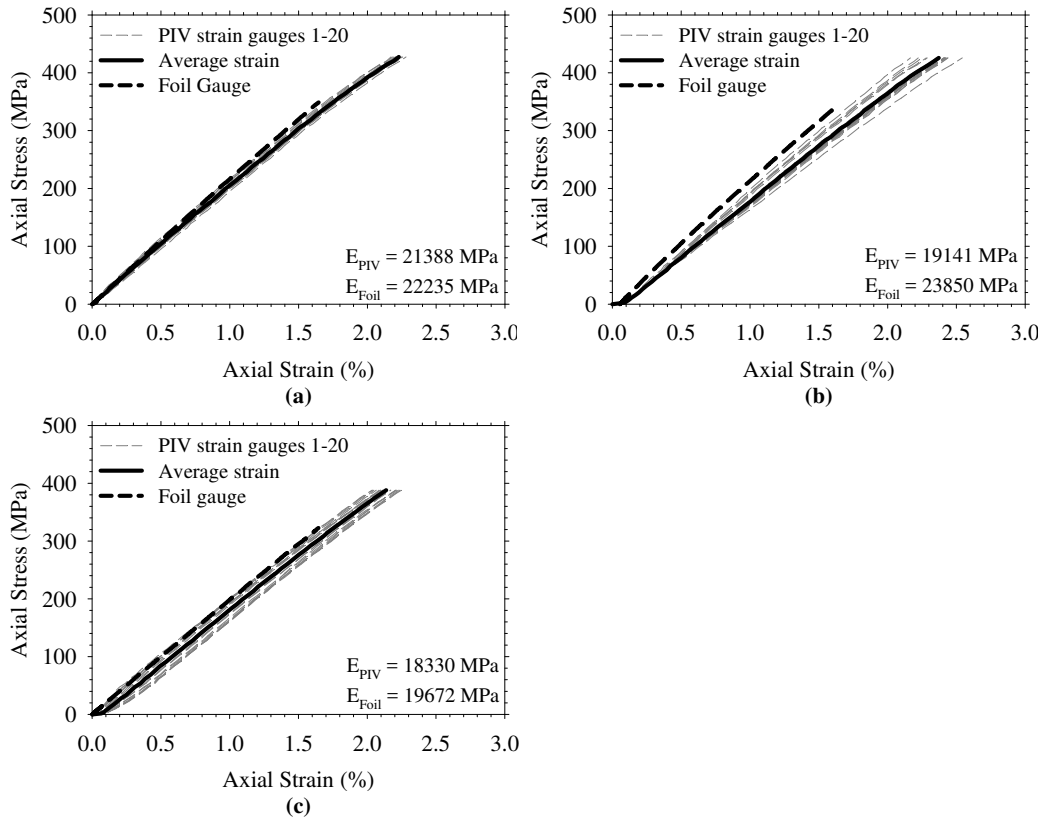 500
400
300
200
100
0
Axial Stress (MPa)
PIV strain gauges 1-20
Average strain
Foil Gauge
E_PIV = 21388 MPa
E_Foil = 22235 MPa
0.0 0.5 1.0 1.5 2.0 2.5 3.0
Axial Strain (%)
(a)
500
400
300
200
100
0
Axial Stress (MPa)
PIV strain gauges 1-20
Average strain
Foil gauge
E_PIV = 19141 MPa
E_Foil = 23850 MPa
0.0 0.5 1.0 1.5 2.0 2.5 3.0
Axial Strain (%)
(b)
500
400
300
200
100
0
Axial Stress (MPa)
PIV strain gauges 1-20
Average strain
Foil gauge
E_PIV = 18330 MPa
E_Foil = 19672 MPa
0.0 0.5 1.0 1.5 2.0 2.5 3.0
Axial Strain (%)
(c)